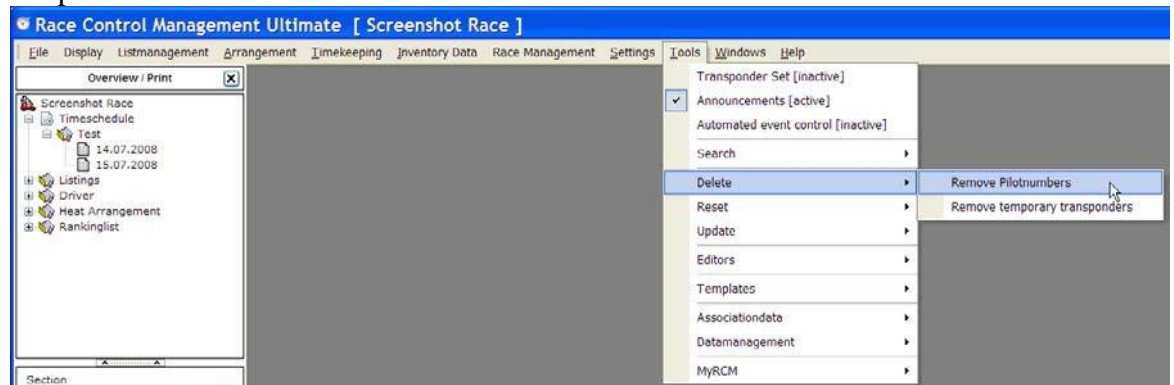 Race Control Management Ultimate [ Screenshot Race ]
File Display Listmanagement Arrangement Timekeeping Inventory Data Race Management Settings Tools Windows Help
Overview / Print
Screenshot Race
Timeschedule
Test
14.07.2008
15.07.2008
Listings
Driver
Heat Arrangement
Rankinglist
Section
Transponder Set [inactive]
Announcements [active]
Automated event control [inactive]
Search
Delete
Reset
Update
Editors
Templates
Associationdata
Datamanagement
MyRCM
Remove Pilotnumbers
Remove temporary transponders